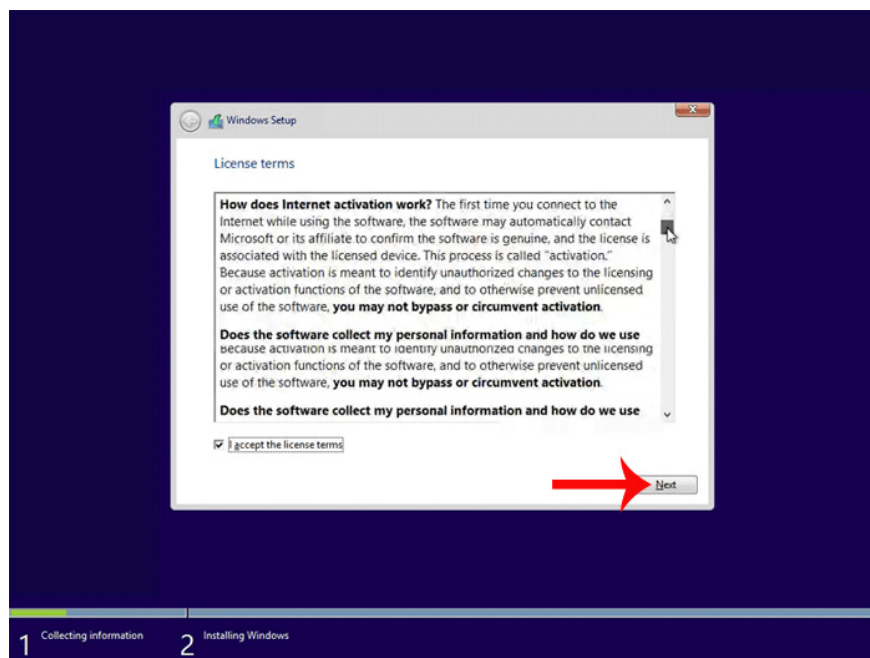 Windows Setup
License terms
How does Internet activation work? The first time you connect to the
Internet while using the software, the software may automatically contact
Microsoft or its affiliate to confirm the software is genuine, and the license is
associated with the licensed device. This process is called "activation."
Because activation is meant to identify unauthorized changes to the licensing
or activation functions of the software, and to otherwise prevent unlicensed
use of the software, you may not bypass or circumvent activation.
Does the software collect my personal information and how do we use
Because activation is meant to identify unauthorized changes to the licensing
or activation functions of the software, and to otherwise prevent unlicensed
use of the software, you may not bypass or circumvent activation.
Does the software collect my personal information and how do we use
I accept the license terms
Next
1 Collecting information
2 Installing Windows